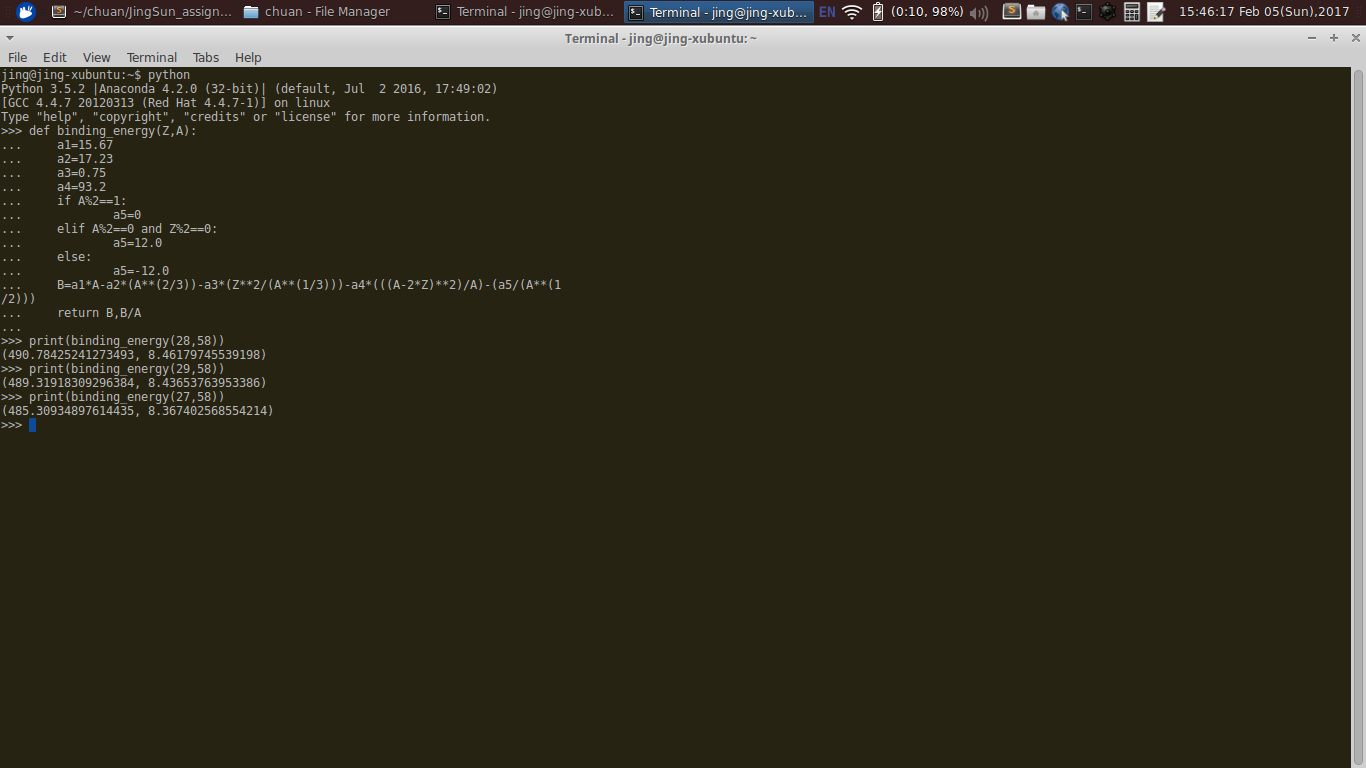 ~/chuan/JingSun_assign...
chuan - File Manager
Terminal - jing@jing-xub...
Terminal - jing@jing-xub...
EN
(0:10, 98%)
15:46:17 Feb 05(Sun),2017
Terminal - jing@jing-xubuntu: ~
File Edit View Terminal Tabs Help
jing@jing-xubuntu:~$ python
Python 3.5.2 |Anaconda 4.2.0 (32-bit)| (default, Jul  2 2016, 17:49:02)
[GCC 4.4.7 20120313 (Red Hat 4.4.7-1)] on linux
Type "help", "copyright", "credits" or "license" for more information.
>>> def binding_energy(Z,A):
...     a1=15.67
...     a2=17.23
...     a3=0.75
...     a4=93.2
...     if A%2==1:
...             a5=0
...     elif A%2==0 and Z%2==0:
...             a5=12.0
...     else:
...             a5=-12.0
...     B=a1*A-a2*(A**(2/3))-a3*(Z**2/(A**(1/3)))-a4*(((A-2*Z)**2)/A)-(a5/(A**(1
/2)))
...     return B,B/A
...
>>> print(binding_energy(28,58))
(490.78425241273493, 8.46179745539198)
>>> print(binding_energy(29,58))
(489.31918309296384, 8.43653763953386)
>>> print(binding_energy(27,58))
(485.30934897614435, 8.367402568554214)
>>>